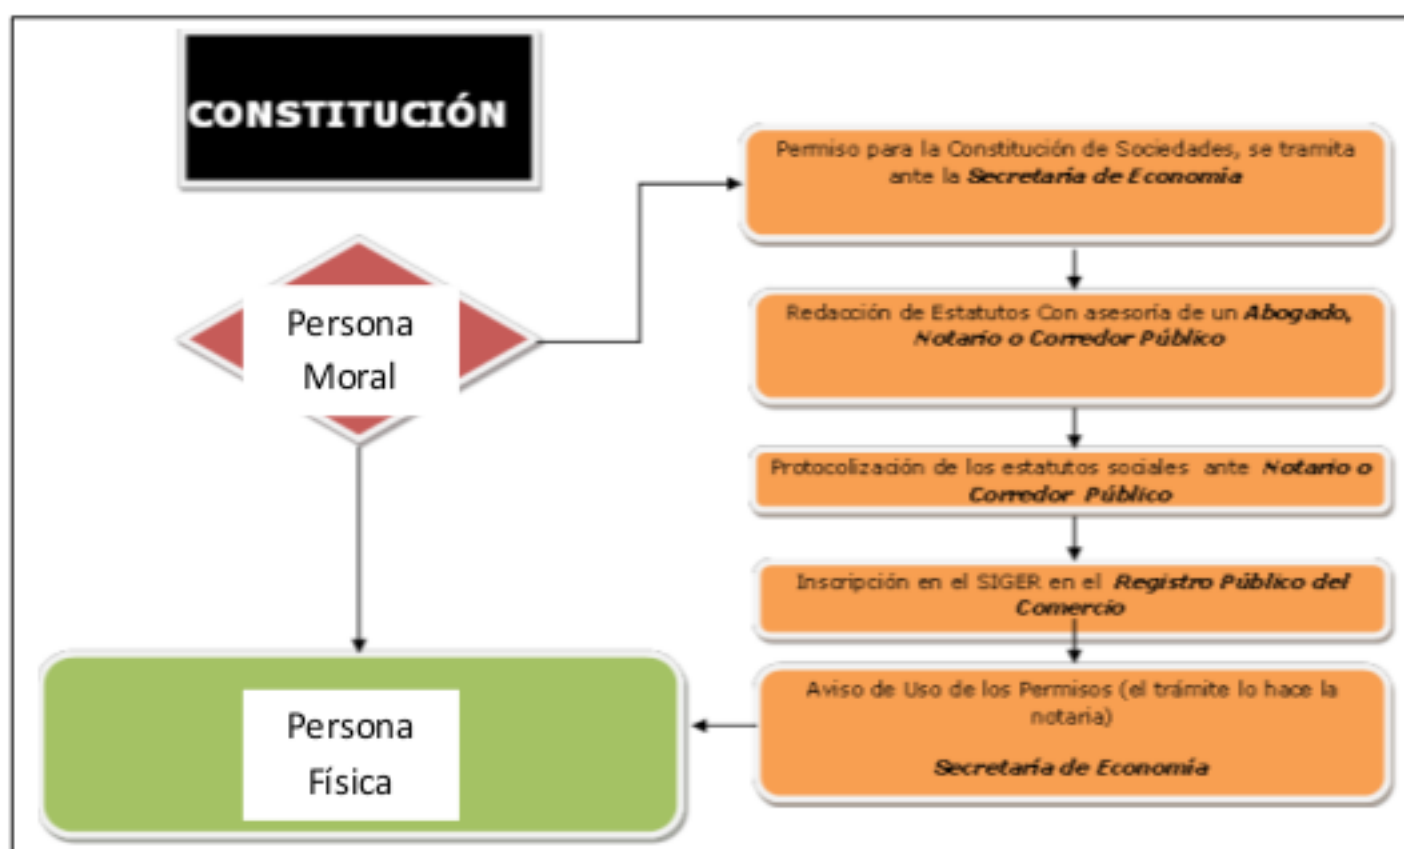 CONSTITUCIÓN
Persona
Moral
Permiso para la Constitución de Sociedades, se tramita
ante la Secretaría de Economía
Redacción de Estatutos Con asesoría de un Abogado,
Notario o Corredor Público
Protocolización de los estatutos sociales ante Notario o
Corredor Público
Inscripción en el SIGER en el Registro Público del
Comercio
Aviso de Uso de los Permisos (el trámite lo hace la
notaria)
Secretaría de Economía
Persona
Física